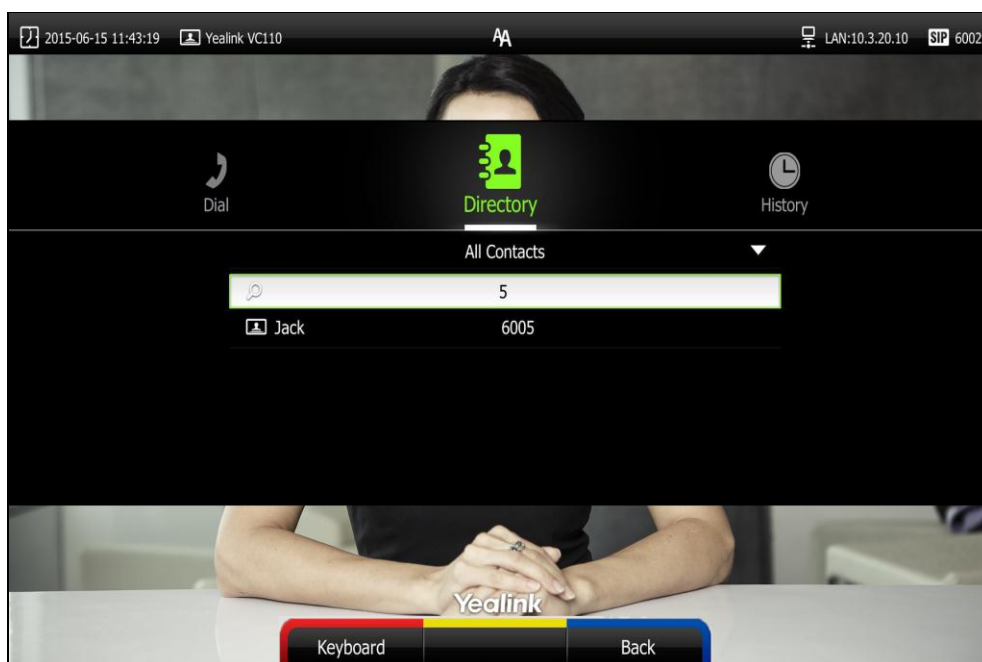 2015-06-15 11:43:19 Yealink VC110 AA LAN:10.3.20.10 SIP 6002
Dial Directory History
All Contacts
5
Jack 6005
Yealink
Keyboard Back